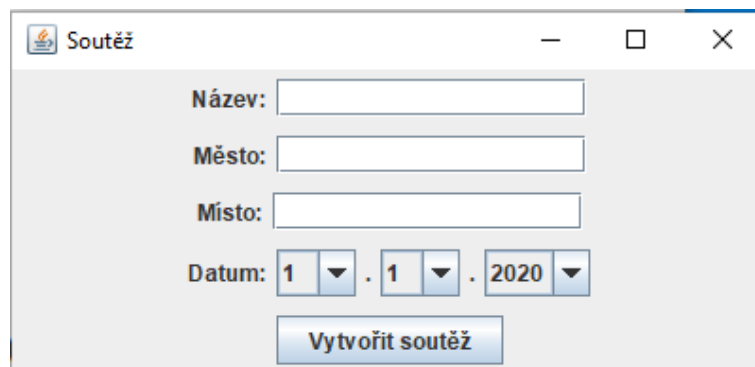 Soutěž
Název:
Město:
Místo:
Datum: 1 . 1 . 2020
Vytvořit soutěž